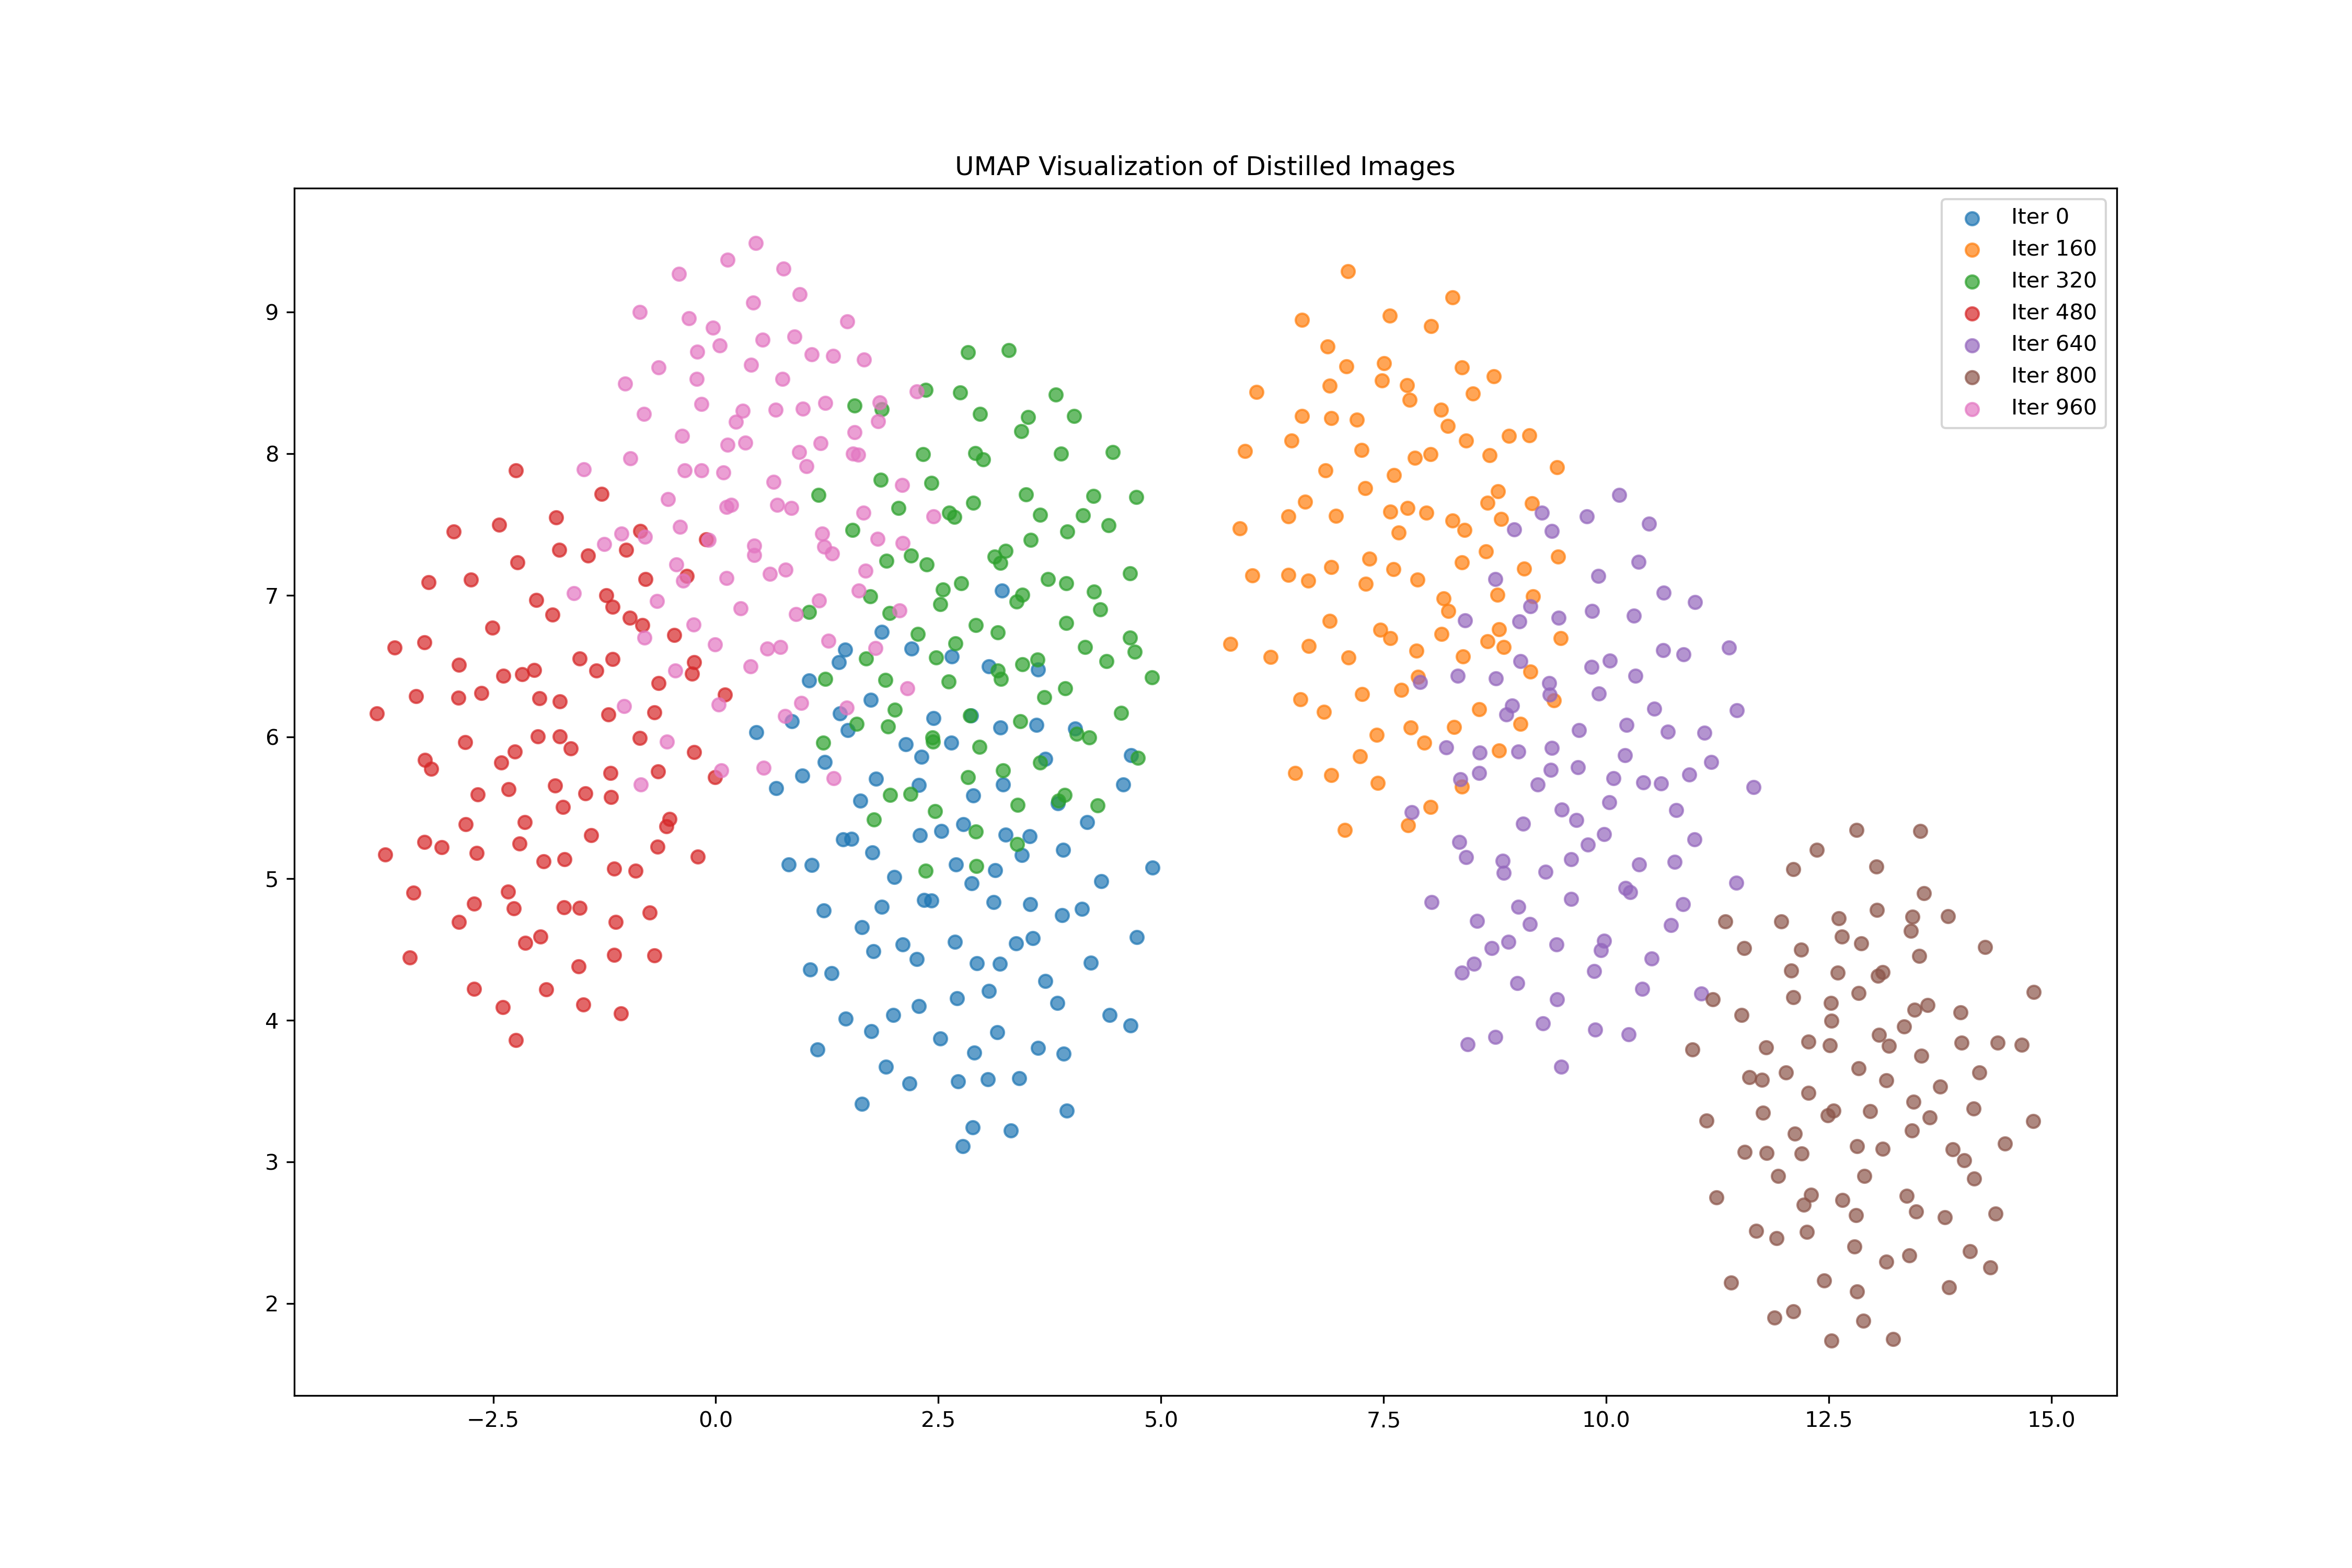 UMAP Visualization of Distilled Images
Iter 0
Iter 160
Iter 320
Iter 480
Iter 640
Iter 800
Iter 960
9
8
7
6
5
4
3
2
−2.5 0.0 2.5 5.0 7.5 10.0 12.5 15.0